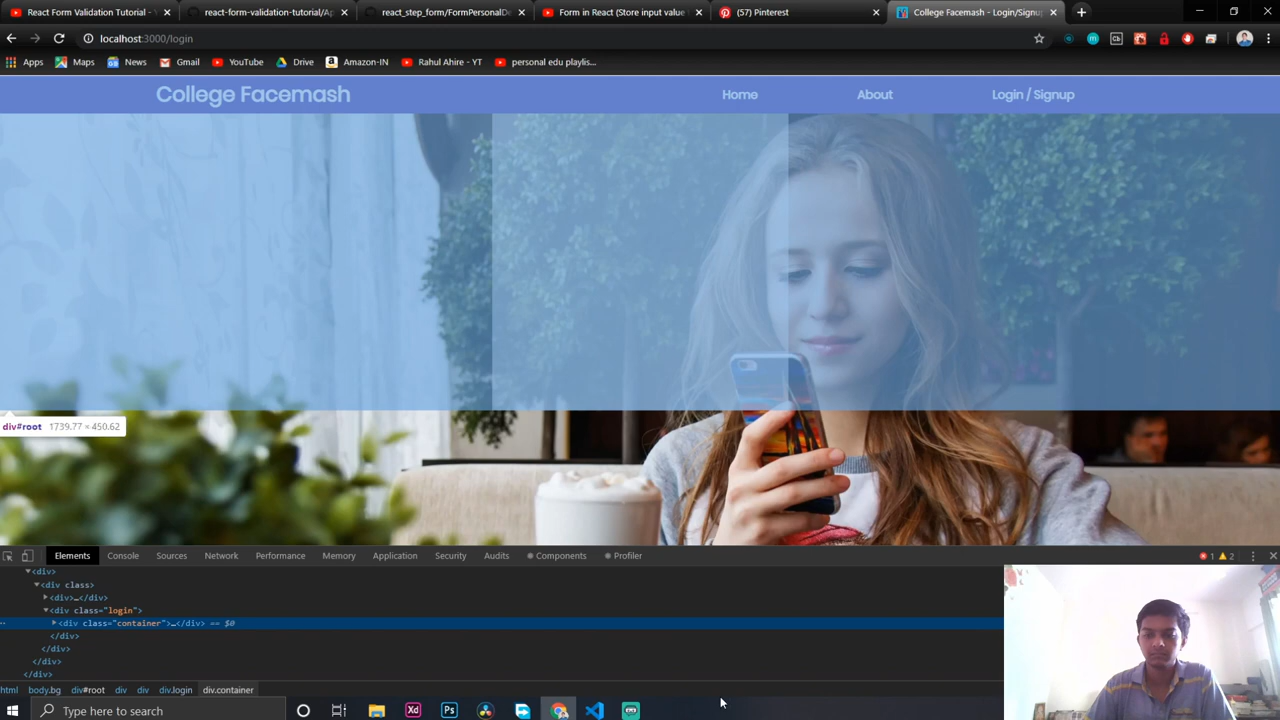 React Form Validation Tutorial - Y
react-form-validation-tutorial/Ap
react_step_form/FormPersonalDe
Form in React (Store input value
(57) Pinterest
College Facemash - Login/Signu
localhost:3000/login
Apps
Maps
News
Gmail
YouTube
Drive
Amazon-IN
Rahul Ahire - YT
personal edu playlis...
College Facemash
Home
About
Login / Signup
div#root 1739.77 × 450.62
Elements
Console
Sources
Network
Performance
Memory
Application
Security
Audits
Components
Profiler
1
2
<div>
<div class>
<div>…</div>
<div class="login">
<div class="container">…</div> == $0
</div>
</div>
</div>
</div>
html body.bg div#root div div div.login div.container
Type here to search